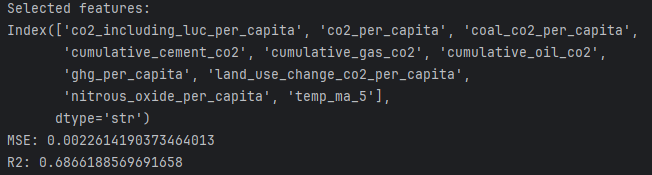 Selected features:
Index(['co2_including_luc_per_capita', 'co2_per_capita', 'coal_co2_per_capita',
'cumulative_cement_co2', 'cumulative_gas_co2', 'cumulative_oil_co2',
'ghg_per_capita', 'land_use_change_co2_per_capita',
'nitrous_oxide_per_capita', 'temp_ma_5'],
dtype='str')
MSE: 0.0022614190373464013
R2: 0.6866188569691658